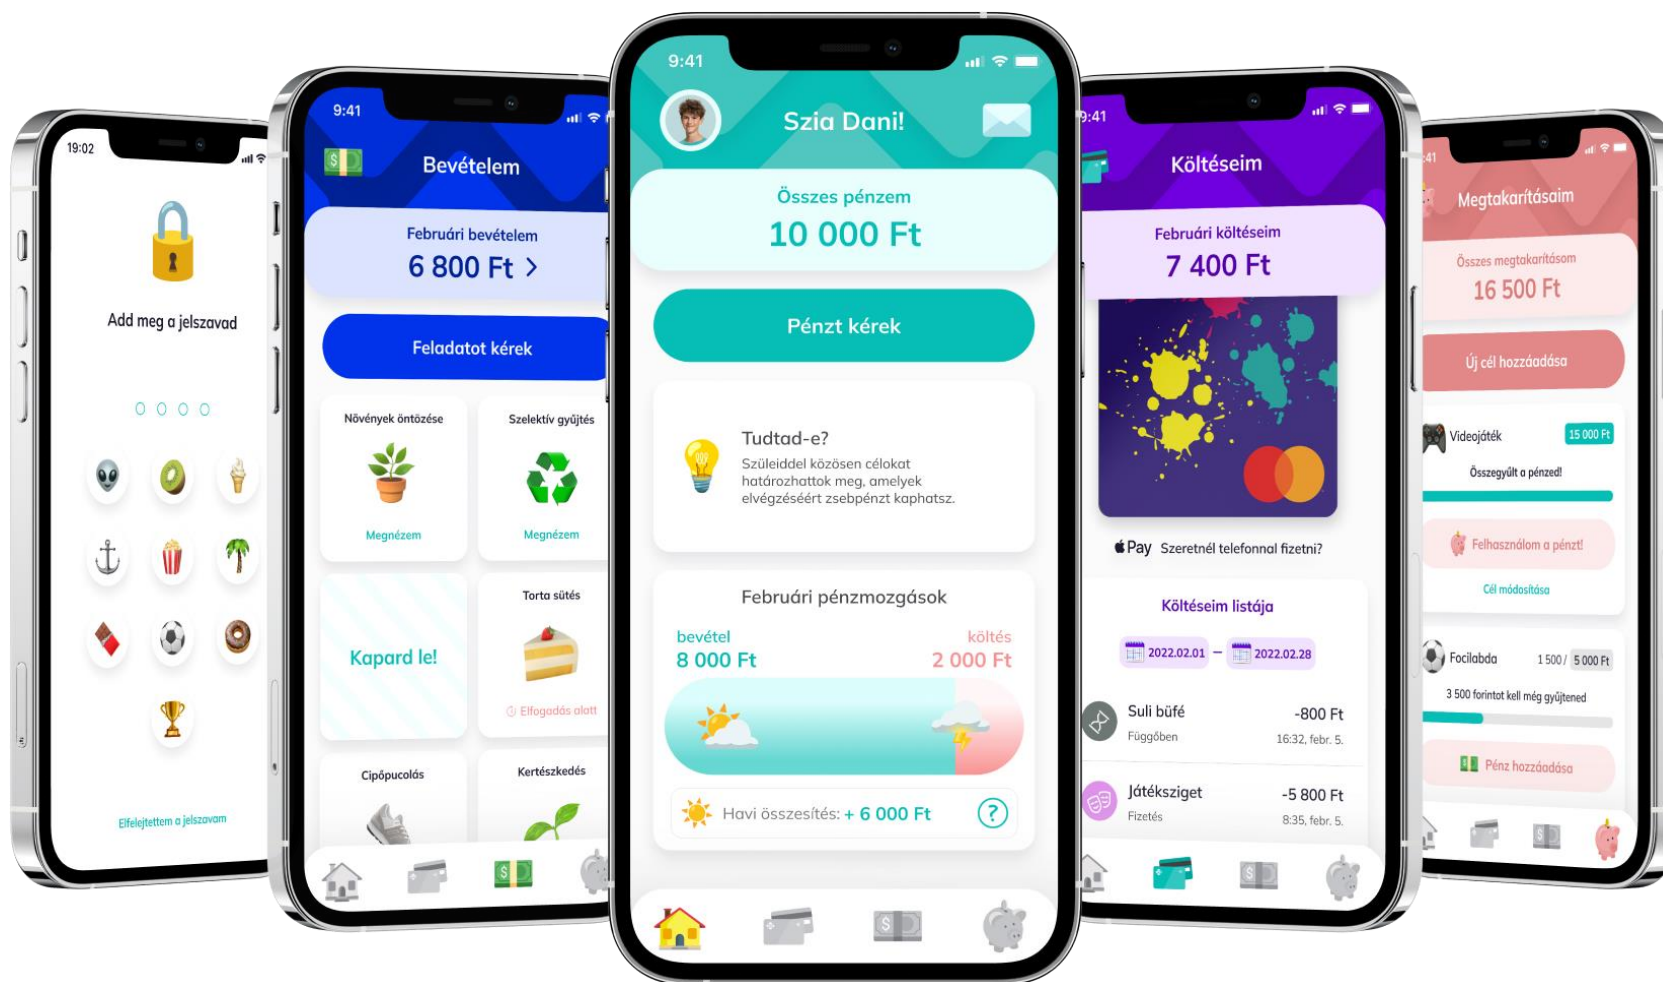 19:02
Add meg a jelszavad
Elfelejtettem a jelszavam
9:41
Bevételem
Februári bevételem
6 800 Ft >
Feladatot kérek
Növények öntözése
Szelektív gyűjtés
Megnézem
Megnézem
Kapard le!
Torta sütés
Elfogadás alatt
Cipőpucolás
Kertészkedés
9:41
Szia Dani!
Összes pénzem
10 000 Ft
Pénzt kérek
Tudtad-e?
Szüleiddel közösen célokat
határozhattok meg, amelyek
elvégzéséért zsebpénzt kaphatsz.
Februári pénzmozgások
bevétel
költés
8 000 Ft
2 000 Ft
Havi összesítés: + 6 000 Ft
?
9:41
Költéseim
Februári költéseim
7 400 Ft
Pay Szeretnél telefonnal fizetni?
Költéseim listája
2022.02.01 – 2022.02.28
Suli büfé
-800 Ft
Függőben
16:32, febr. 5.
Játéksziget
-5 800 Ft
Fizetés
8:35, febr. 5.
:41
Megtakarításaim
Összes megtakarításom
16 500 Ft
Új cél hozzáadása
Videojáték
15 000 Ft
Összegyűlt a pénzed!
Felhasználom a pénzt!
Cél módosítása
Focilabda
1 500 / 5 000 Ft
3 500 forintot kell még gyűjtened
Pénz hozzáadása